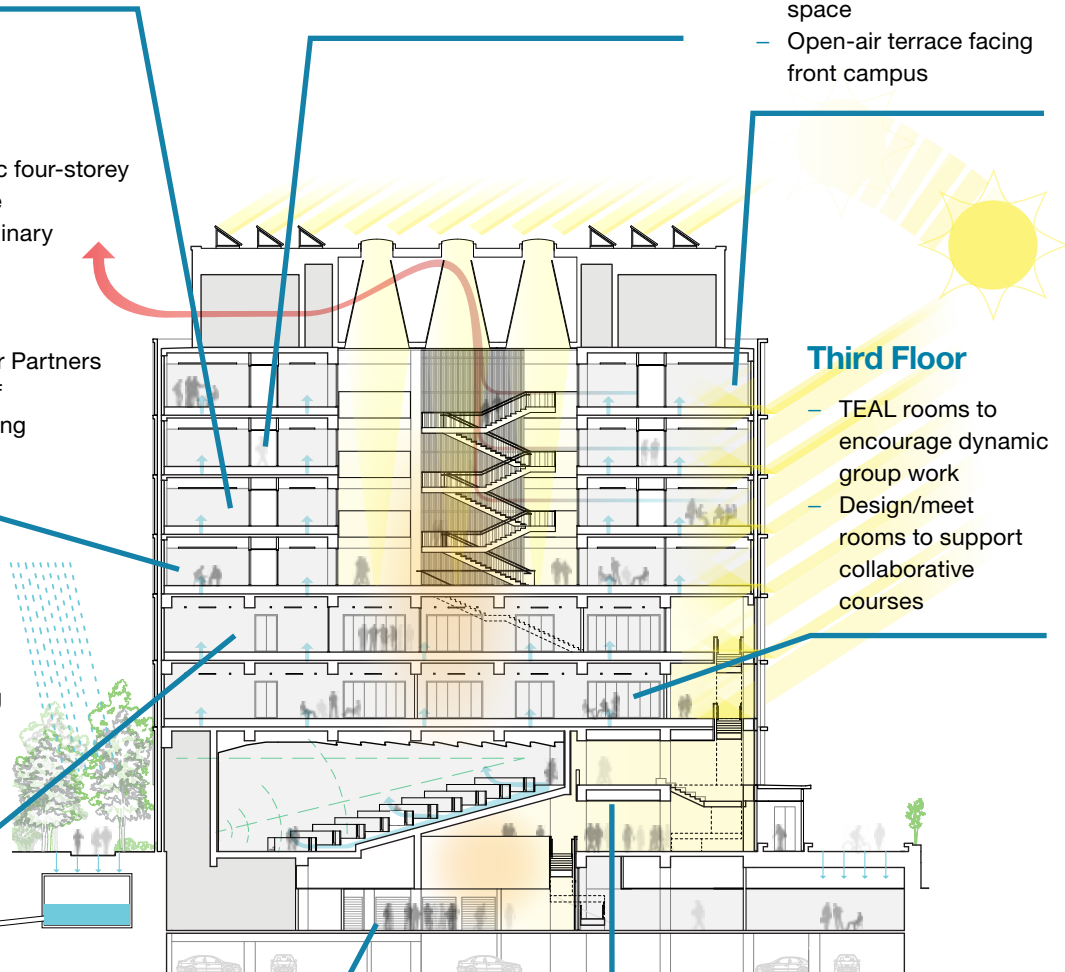 space
– Open-air terrace facing
front campus
four-storey
inary
Partners
Third Floor
– TEAL rooms to
encourage dynamic
group work
– Design/meet
rooms to support
collaborative
courses